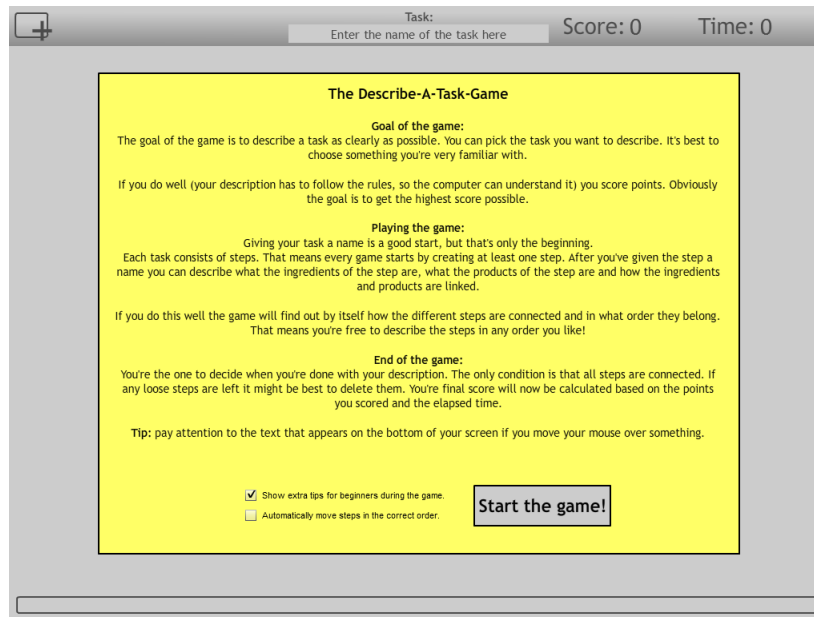 Task:
Enter the name of the task here
Score: 0
Time: 0
The Describe-A-Task-Game
Goal of the game:
The goal of the game is to describe a task as clearly as possible. You can pick the task you want to describe. It's best to
choose something you're very familiar with.
If you do well (your description has to follow the rules, so the computer can understand it) you score points. Obviously
the goal is to get the highest score possible.
Playing the game:
Giving your task a name is a good start, but that's only the beginning.
Each task consists of steps. That means every game starts by creating at least one step. After you've given the step a
name you can describe what the ingredients of the step are, what the products of the step are and how the ingredients
and products are linked.
If you do this well the game will find out by itself how the different steps are connected and in what order they belong.
That means you're free to describe the steps in any order you like!
End of the game:
You're the one to decide when you're done with your description. The only condition is that all steps are connected. If
any loose steps are left it might be best to delete them. You're final score will now be calculated based on the points
you scored and the elapsed time.
Tip: pay attention to the text that appears on the bottom of your screen if you move your mouse over something.
Show extra tips for beginners during the game.
Automatically move steps in the correct order.
Start the game!